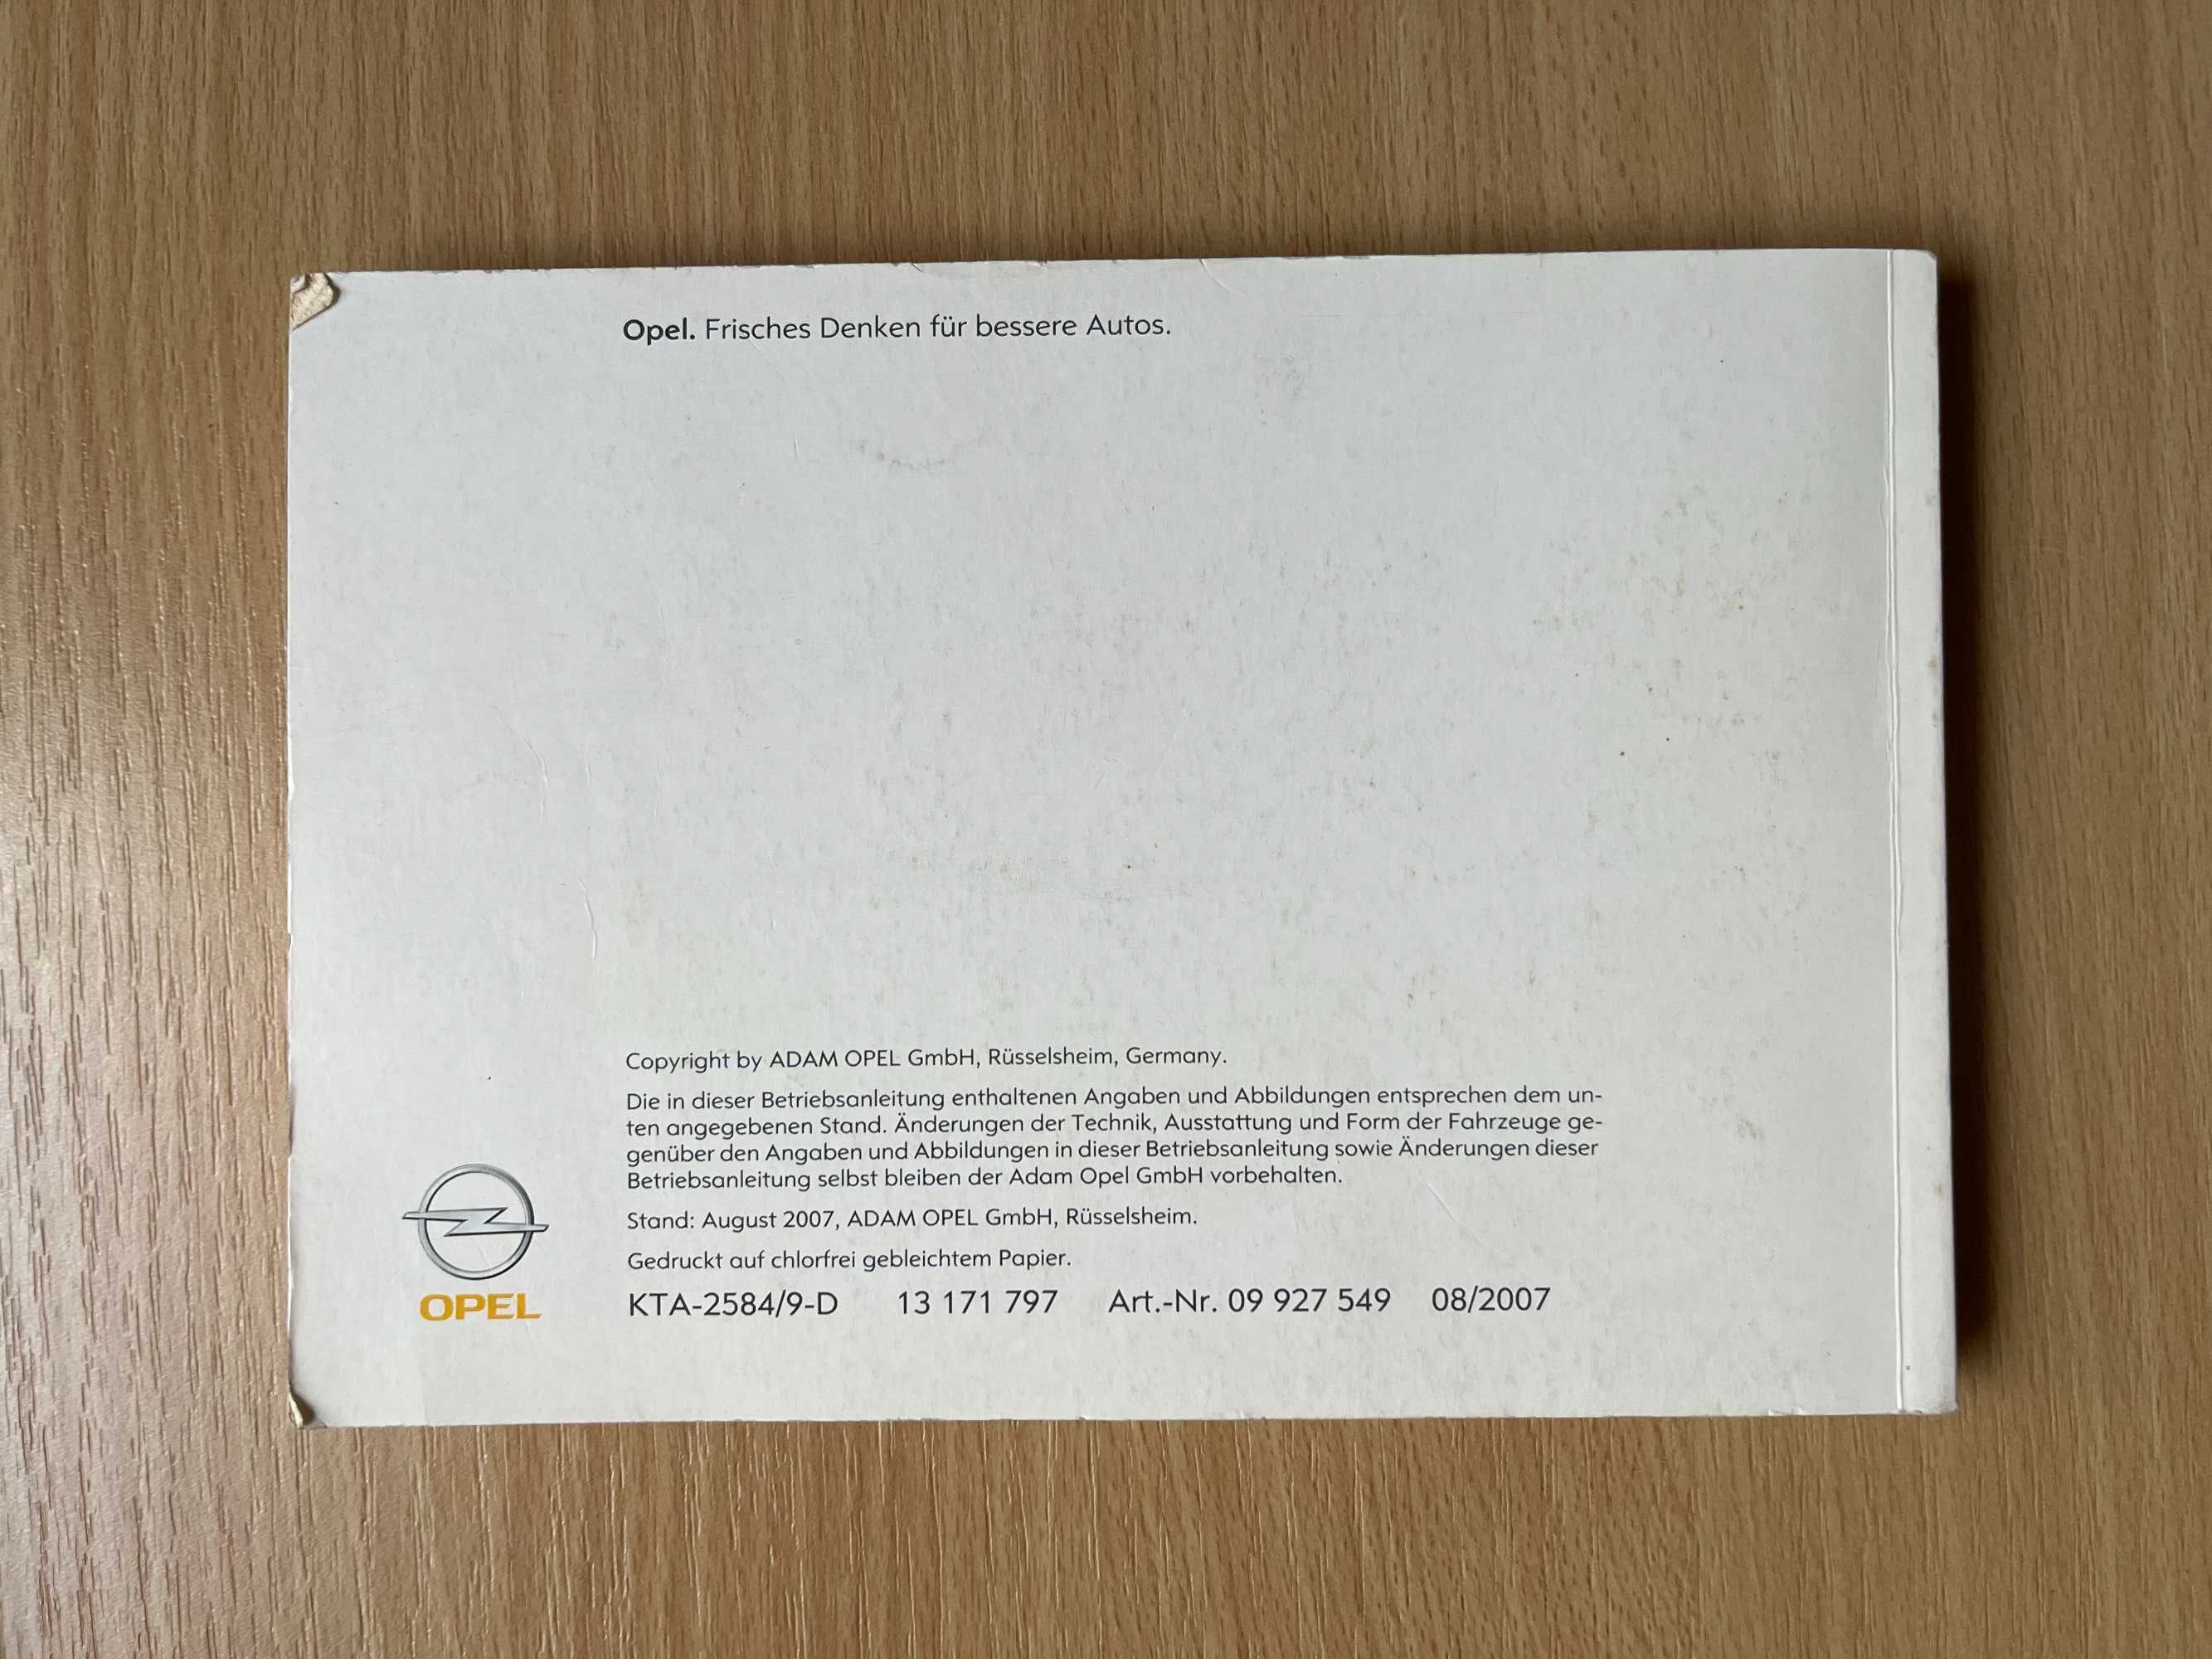 Opel. Frisches Denken für bessere Autos.
Copyright by ADAM OPEL GmbH, Rüsselsheim, Germany.
Die in dieser Betriebsanleitung enthaltenen Angaben und Abbildungen entsprechen dem un-
ten angegebenen Stand. Änderungen der Technik, Ausstattung und Form der Fahrzeuge ge-
genüber den Angaben und Abbildungen in dieser Betriebsanleitung sowie Änderungen dieser
Betriebsanleitung selbst bleiben der Adam Opel GmbH vorbehalten.
Stand: August 2007, ADAM OPEL GmbH, Rüsselsheim.
Gedruckt auf chlorfrei gebleichtem Papier.
OPEL
KTA-2584/9-D 13 171 797 Art.-Nr. 09 927 549 08/2007